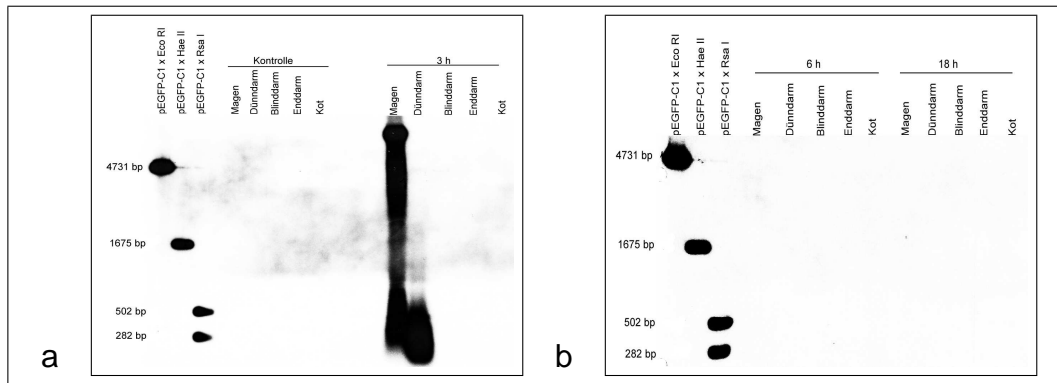 pEGFP-C1 x Eco RI
pEGFP-C1 x Hae II
pEGFP-C1 x Rsa I
Kontrolle
Magen
Dünndarm
Blinddarm
Enddarm
Kot
3 h
Magen
Dünndarm
Blinddarm
Enddarm
Kot
4731 bp
1675 bp
502 bp
282 bp
a
pEGFP-C1 x Eco RI
pEGFP-C1 x Hae II
pEGFP-C1 x Rsa I
6 h
Magen
Dünndarm
Blinddarm
Enddarm
Kot
18 h
Magen
Dünndarm
Blinddarm
Enddarm
Kot
4731 bp
1675 bp
502 bp
282 bp
b